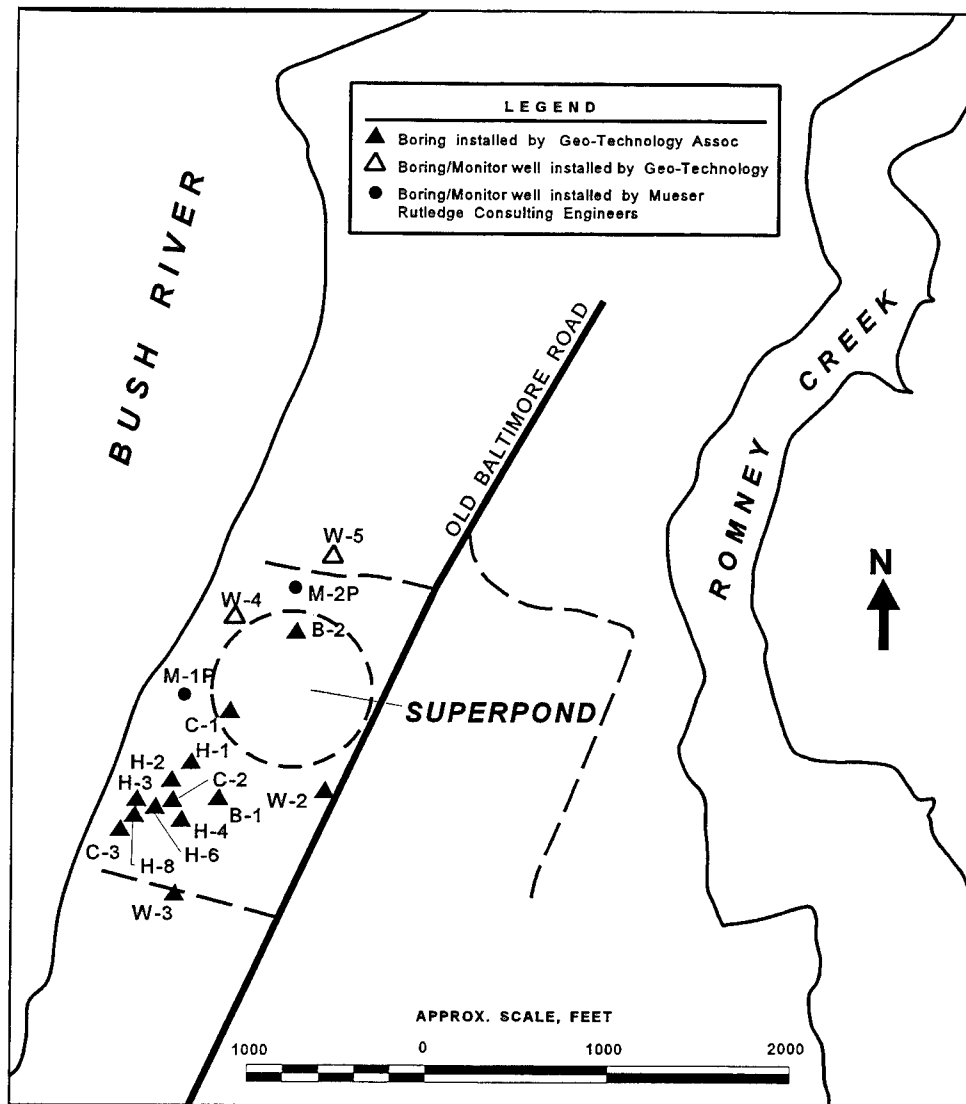 LEGEND
Boring installed by Geo-Technology Assoc
Boring/Monitor well installed by Geo-Technology
Boring/Monitor well installed by Mueser
Rutledge Consulting Engineers
BUSH RIVER
OLD BALTIMORE ROAD
ROMNEY CREEK
N
W-5
M-2P
W-4
B-2
M-1P
SUPERPOND
C-1
H-1
H-2
C-2
H-3
W-2
B-1
H-4
C-3
H-6
H-8
W-3
APPROX. SCALE, FEET
1000 0 1000 2000